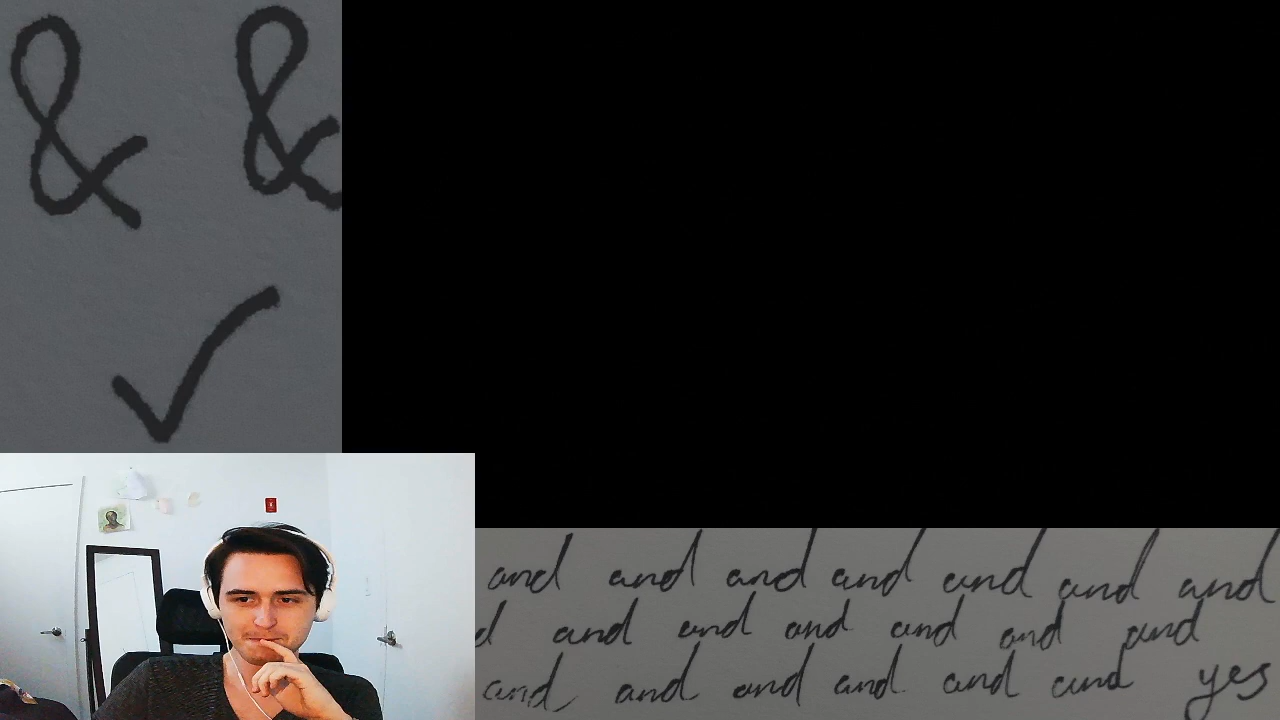 & &
✓
and and and and and and and
d and and and and and and
and and and and and and yes